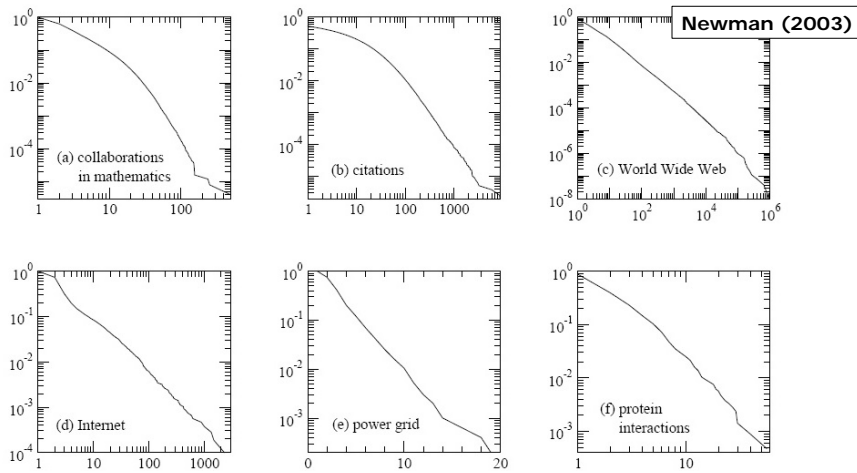 Newman (2003)
10^0
10^-2
10^-4
1 10 100
(a) collaborations
in mathematics
10^0
10^-2
10^-4
1 10 100 1000
(b) citations
10^0
10^-2
10^-4
10^-6
10^-8
10^0 10^2 10^4 10^6
(c) World Wide Web
10^0
10^-1
10^-2
10^-3
10^-4
1 10 100 1000
(d) Internet
10^0
10^-1
10^-2
10^-3
0 10 20
(e) power grid
10^0
10^-1
10^-2
10^-3
1 10
(f) protein
interactions